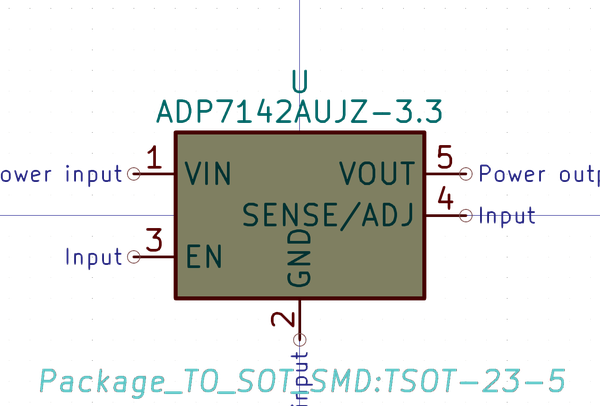 U
ADP7142AUJZ-3.3
ower input 1 VIN VOUT 5 Power outp
SENSE/ADJ 4 Input
Input 3 EN
GND
2
Input
Package_TO_SOT_SMD:TSOT-23-5